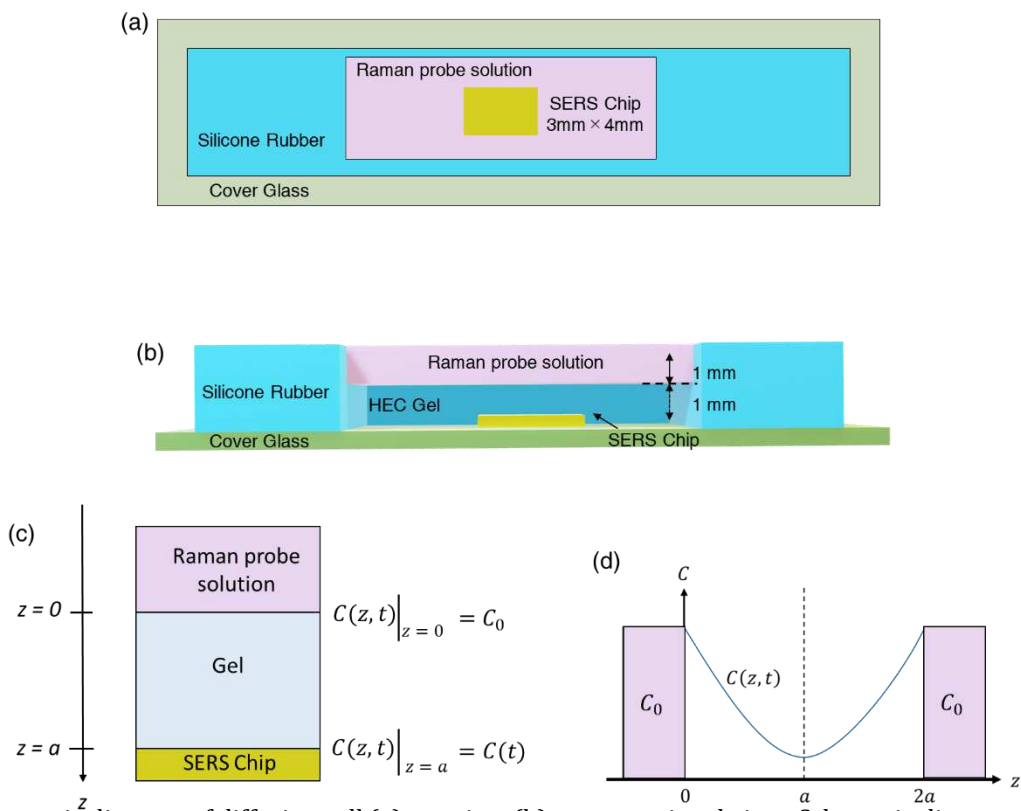 (a)
Raman probe solution
SERS Chip
3mm × 4mm
Silicone Rubber
Cover Glass
(b)
Raman probe solution
1 mm
Silicone Rubber
HEC Gel
1 mm
SERS Chip
Cover Glass
(c)
Raman probe
solution
z = 0
C(z, t)|z = 0 = C₀
Gel
z = a
C(z, t)|z = a = C(t)
SERS Chip
z
(d)
C
C(z, t)
C₀
C₀
0
a
2a
z